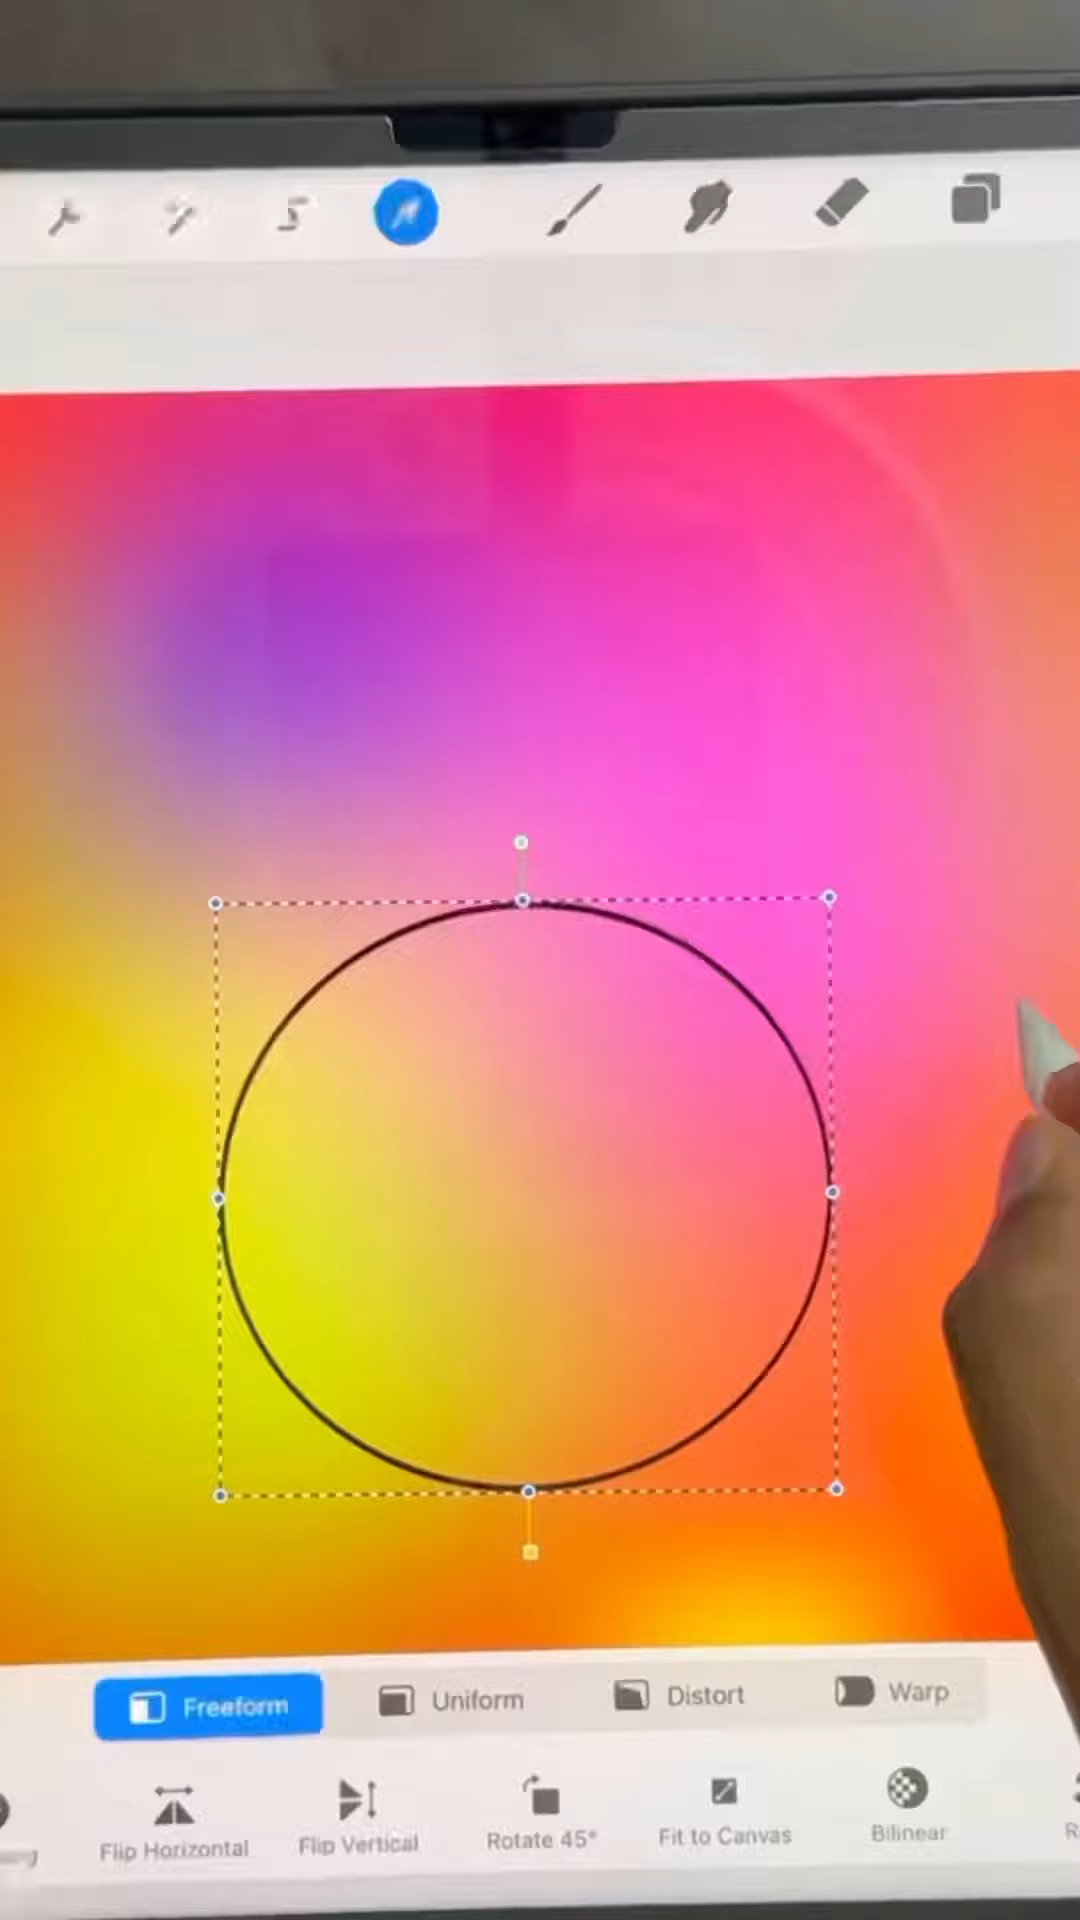 Freeform Uniform Distort Warp
Flip Horizontal Flip Vertical Rotate 45° Fit to Canvas Bilinear